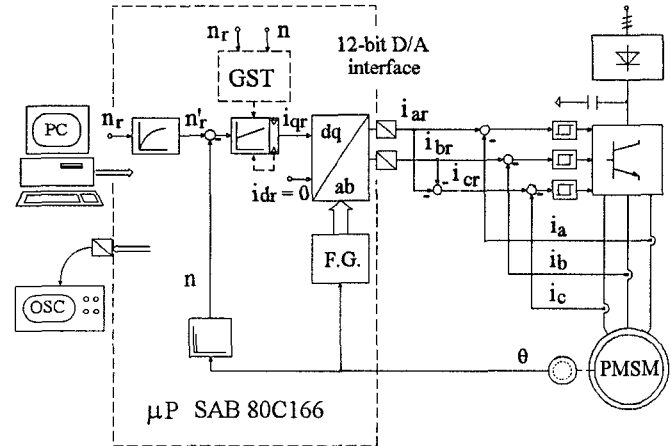 n_r n
12-bit D/A
interface
GST
PC
n_r
n'_r
i_qr
dq
ab
i_dr = 0
i_ar
i_br
i_cr
i_a
i_b
i_c
F.G.
n
OSC
θ
PMSM
μP SAB 80C166